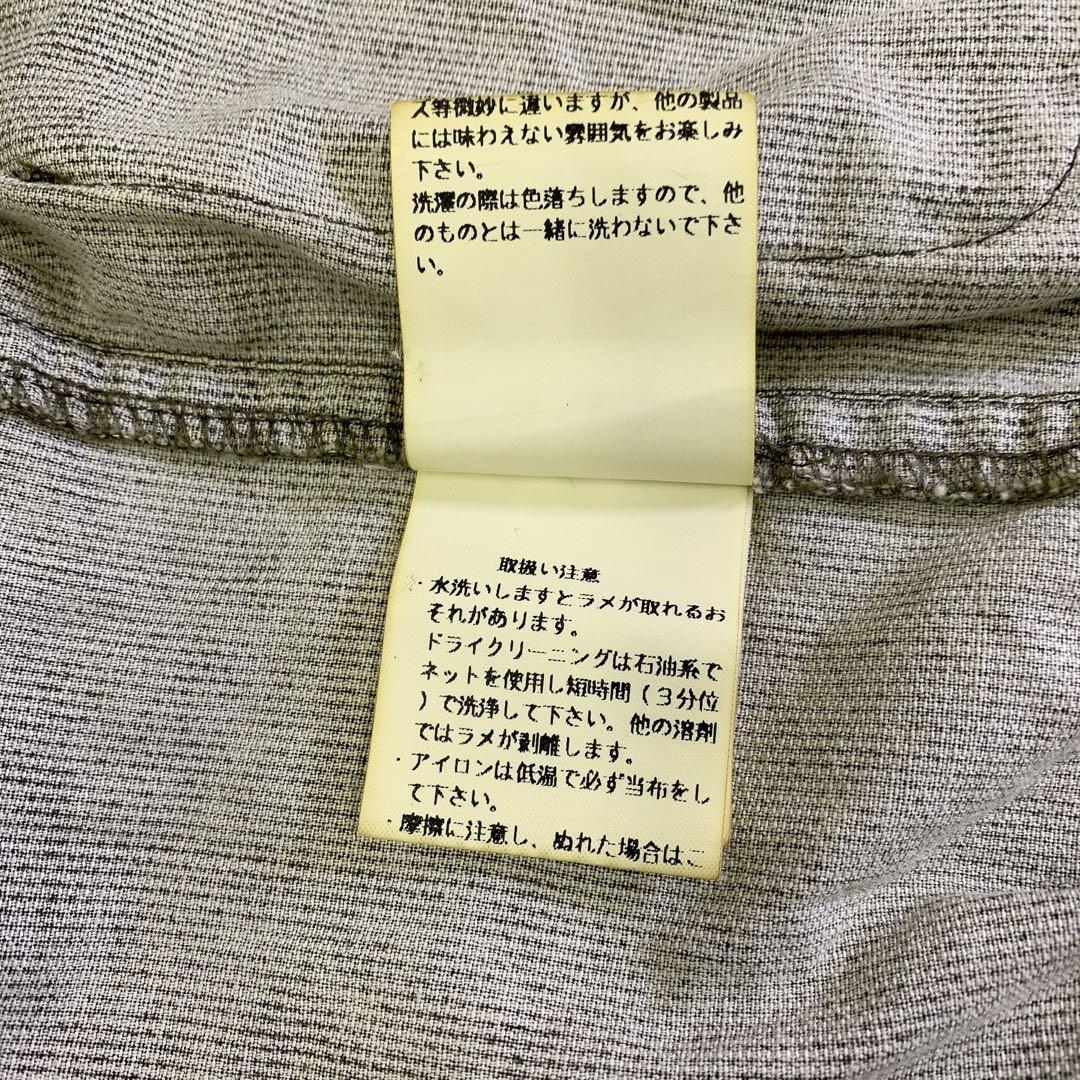 ズ等微妙に違いますが、他の製品
には味わえない雰囲気をお楽しみ
下さい。
洗濯の際は色落ちしますので、他
のものとは一緒に洗わないで下さ
い。
取扱い注意
・水洗いしますとラメが取れるお
それがあります。
ドライクリーニングは石油系で
ネットを使用し短時間（３分位
）で洗浄して下さい。他の溶剤
ではラメが剥離します。
・アイロンは低温で必ず当布をし
て下さい。
・摩擦に注意し、ぬれた場合はこ